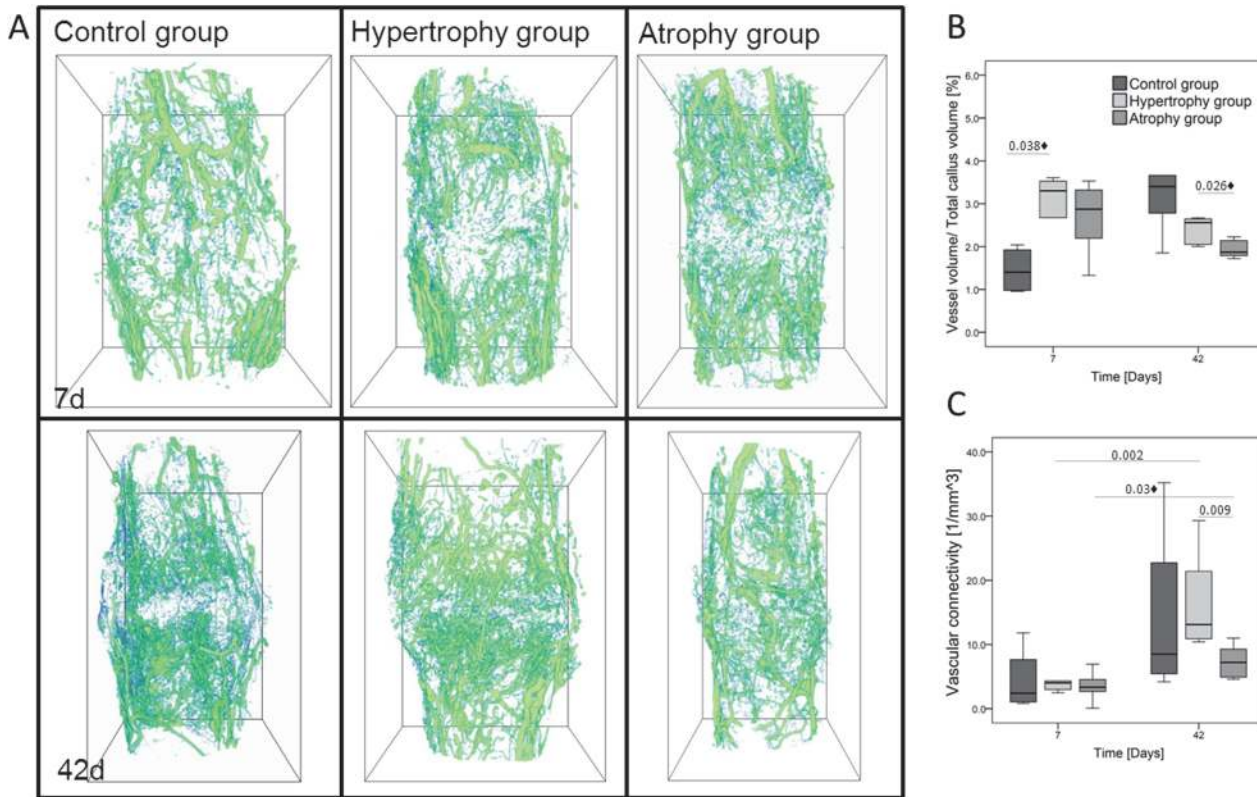 A
Control group
Hypertrophy group
Atrophy group
7d
42d
B
Vessel volume/ Total callus volume [%]
6.0
5.0
4.0
3.0
2.0
1.0
0.0
Control group
Hypertrophy group
Atrophy group
0.038♦
0.026♦
7
42
Time [Days]
C
Vascular connectivity [1/mm^3]
40.0
30.0
20.0
10.0
0.0
0.002
0.03♦
0.009
7
42
Time [Days]